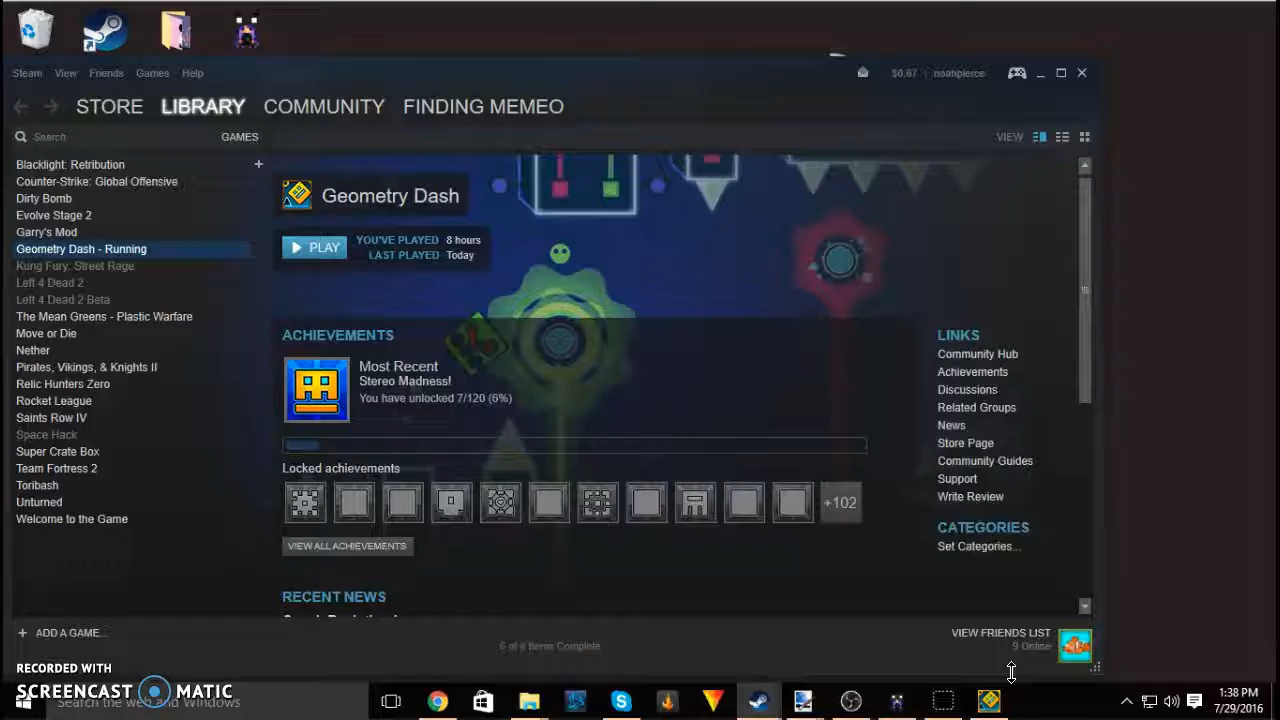 Steam View Friends Games Help $0.67 noahpierce
STORE LIBRARY COMMUNITY FINDING MEMEO
Search GAMES VIEW
Blacklight: Retribution +
Counter-Strike: Global Offensive
Dirty Bomb
Evolve Stage 2
Garry's Mod
Geometry Dash - Running
Kung Fury: Street Rage
Left 4 Dead 2
Left 4 Dead 2 Beta
The Mean Greens - Plastic Warfare
Move or Die
Nether
Pirates, Vikings, & Knights II
Relic Hunters Zero
Rocket League
Saints Row IV
Space Hack
Super Crate Box
Team Fortress 2
Toribash
Unturned
Welcome to the Game
Geometry Dash
PLAY
YOU'VE PLAYED 8 hours
LAST PLAYED Today
ACHIEVEMENTS
Most Recent
Stereo Madness!
You have unlocked 7/120 (6%)
Locked achievements
+102
VIEW ALL ACHIEVEMENTS
RECENT NEWS
LINKS
Community Hub
Achievements
Discussions
Related Groups
News
Store Page
Community Guides
Support
Write Review
CATEGORIES
Set Categories...
+ ADD A GAME...
VIEW FRIENDS LIST
9 Online
RECORDED WITH
SCREENCAST MATIC
Search the web and Windows
1:38 PM
7/29/2016